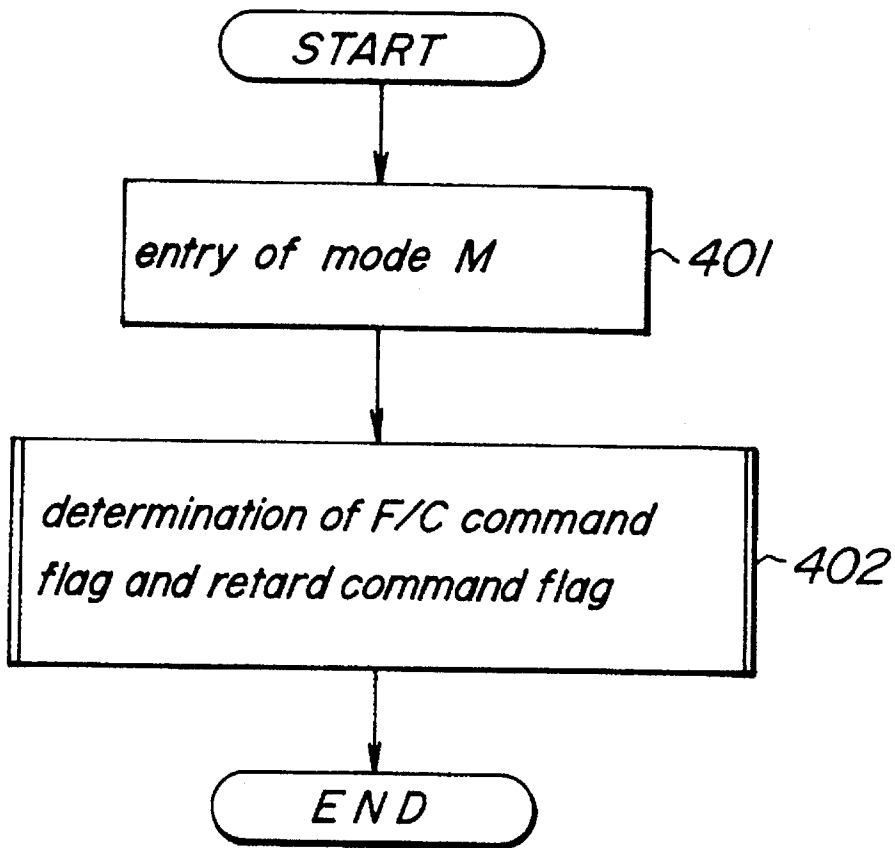 START
entry of mode M
401
determination of F/C command
flag and retard command flag
402
END